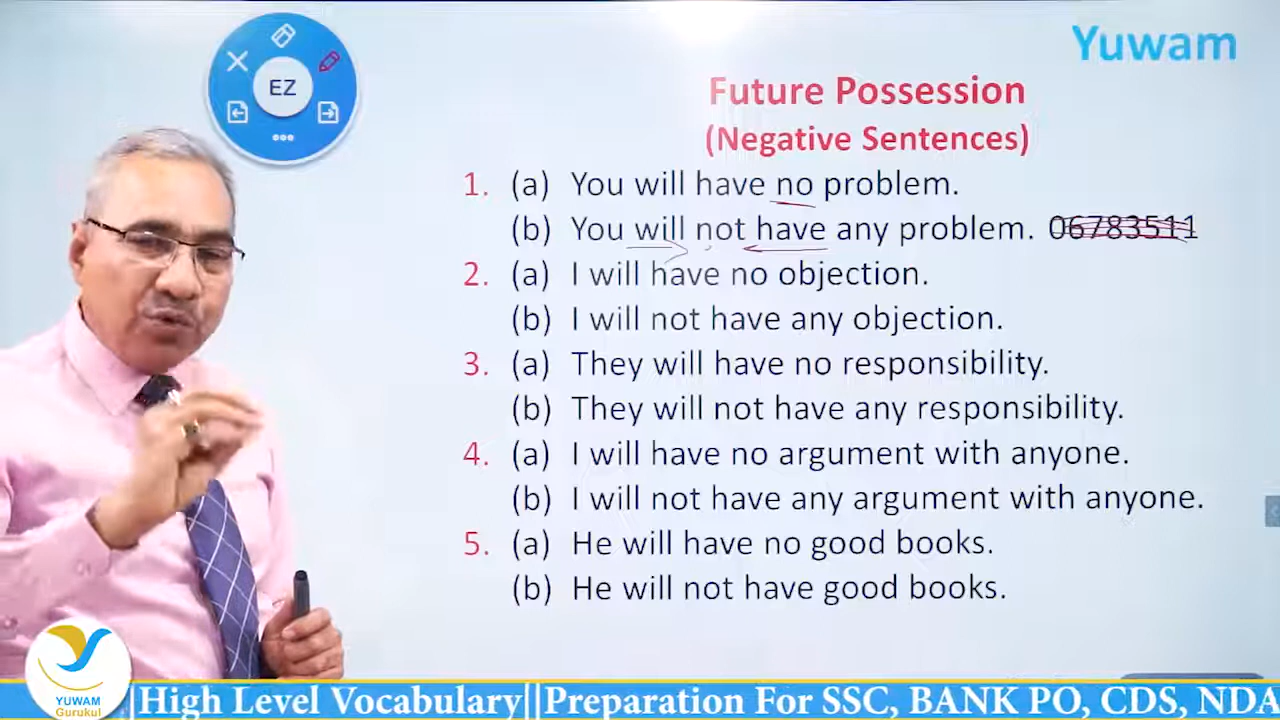 Yuwam
EZ
Future Possession
(Negative Sentences)
1. (a) You will have no problem.
(b) You will not have any problem. 06783511
2. (a) I will have no objection.
(b) I will not have any objection.
3. (a) They will have no responsibility.
(b) They will not have any responsibility.
4. (a) I will have no argument with anyone.
(b) I will not have any argument with anyone.
5. (a) He will have no good books.
(b) He will not have good books.
YUWAM
Gurukul
|High Level Vocabulary||Preparation For SSC, BANK PO, CDS, NDA